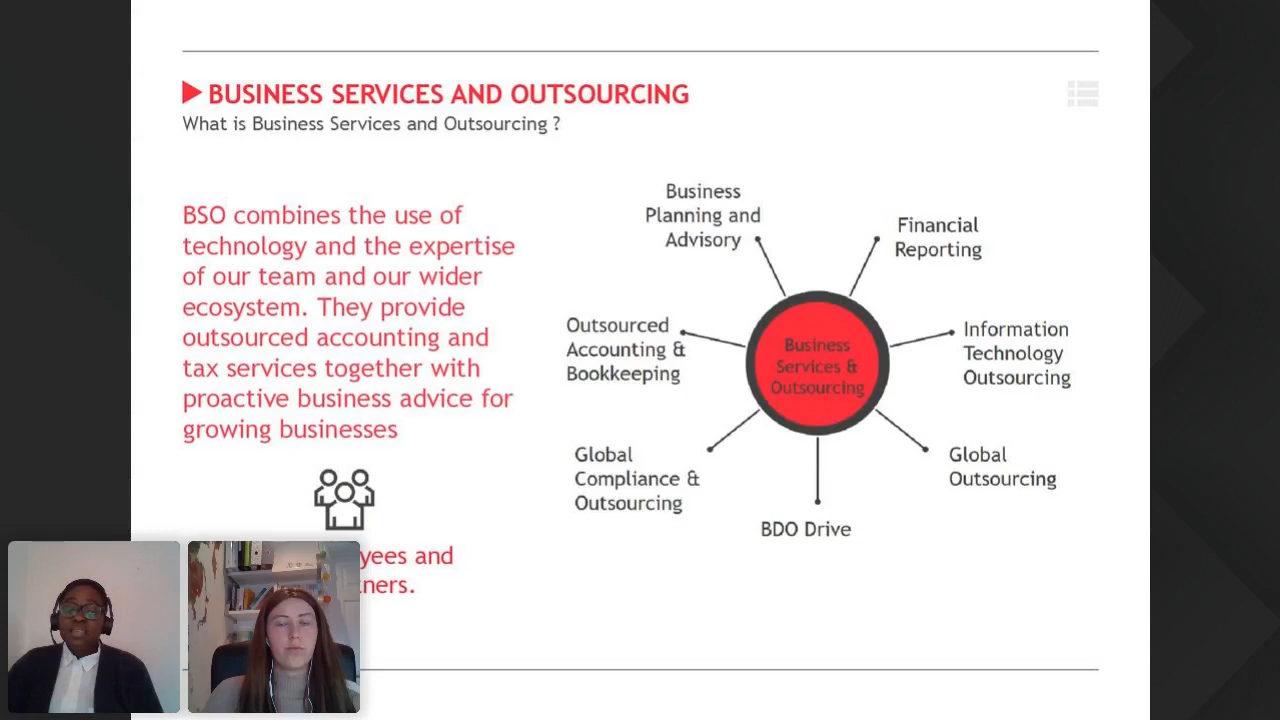 BUSINESS SERVICES AND OUTSOURCING
What is Business Services and Outsourcing ?
BSO combines the use of
technology and the expertise
of our team and our wider
ecosystem. They provide
outsourced accounting and
tax services together with
proactive business advice for
growing businesses
yees and
ners.
Business
Planning and
Advisory
Financial
Reporting
Outsourced
Accounting &
Bookkeeping
Business
Services &
Outsourcing
Information
Technology
Outsourcing
Global
Compliance &
Outsourcing
Global
Outsourcing
BDO Drive